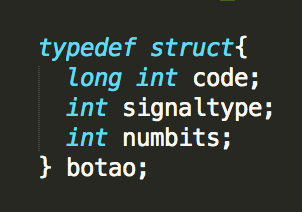 typedef struct{
long int code;
int signaltype;
int numbits;
} botao;